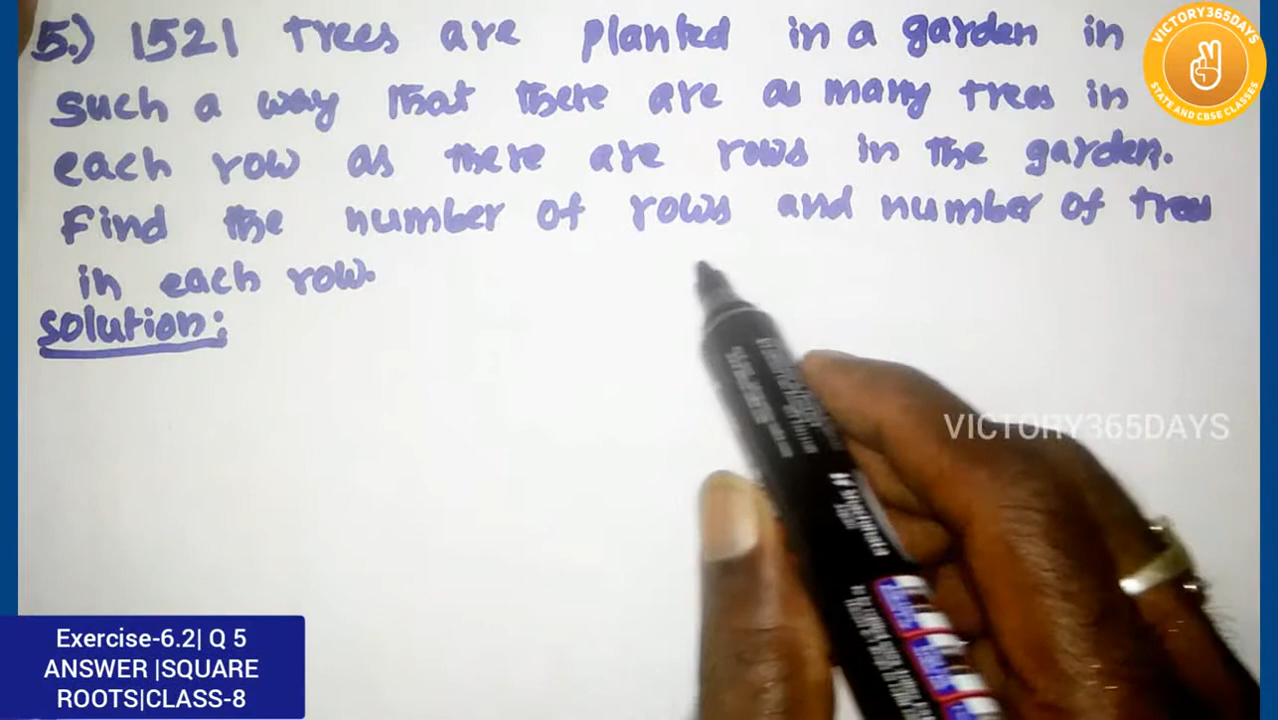 5.) 1521 trees are planted in a garden in
such a way that there are as many trees in
each row as there are rows in the garden.
Find the number of rows and number of trees
in each row.
Solution:
VICTORY365DAYS
STATE AND CBSE CLASSES
VICTORY365DAYS
Exercise-6.2| Q 5
ANSWER |SQUARE
ROOTS|CLASS-8